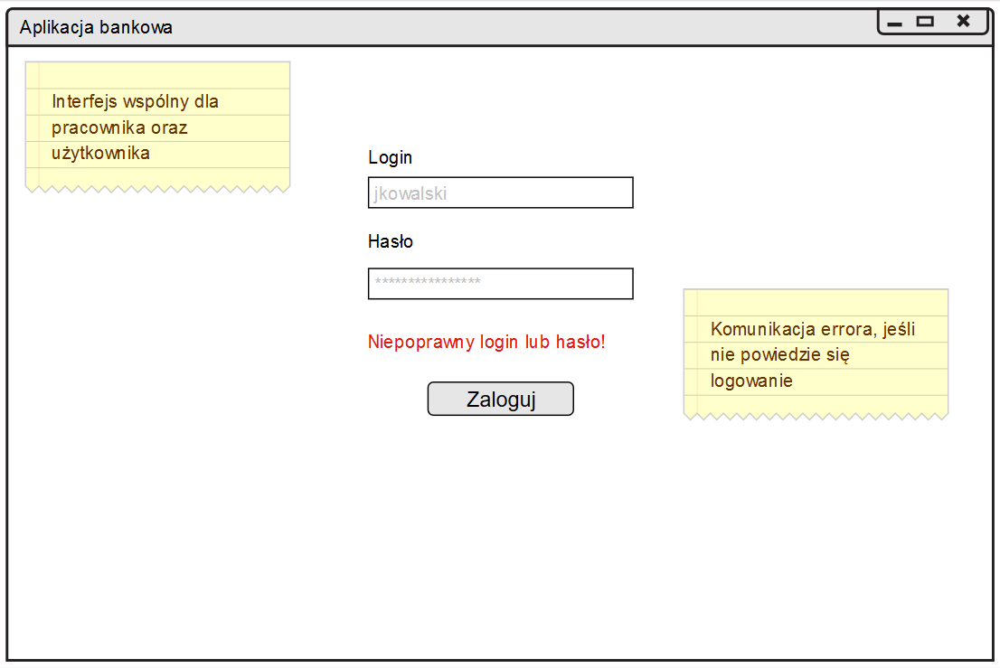 Aplikacja bankowa
Interfejs wspólny dla
pracownika oraz
użytkownika
Login
jkowalski
Hasło
****************
Komunikacja errora, jeśli
nie powiedzie się
logowanie
Niepoprawny login lub hasło!
Zaloguj